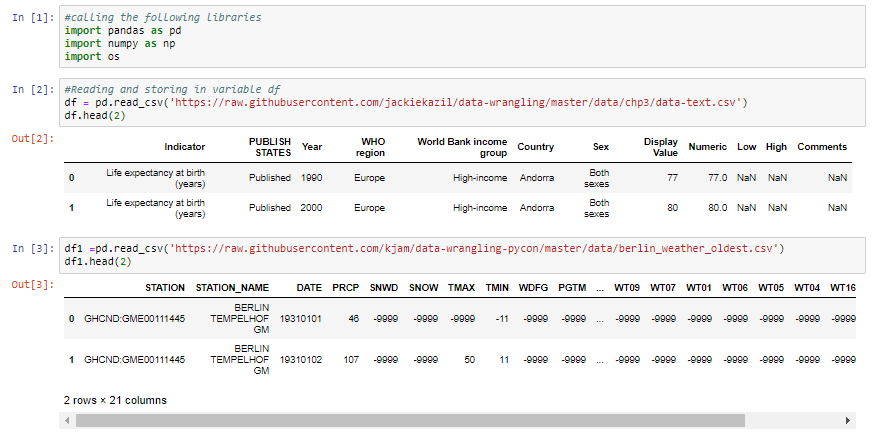 In [1]: #calling the following libraries
import pandas as pd
import numpy as np
import os
In [2]: #Reading and storing in variable df
df = pd.read_csv('https://raw.githubusercontent.com/jackiekazil/data-wrangling/master/data/chp3/data-text.csv')
df.head(2)
Out[2]:
Indicator PUBLISH STATES Year WHO region World Bank income group Country Sex Display Value Numeric Low High Comments
0 Life expectancy at birth (years) Published 1990 Europe High-income Andorra Both sexes 77 77.0 NaN NaN NaN
1 Life expectancy at birth (years) Published 2000 Europe High-income Andorra Both sexes 80 80.0 NaN NaN NaN
In [3]: df1 =pd.read_csv('https://raw.githubusercontent.com/kjam/data-wrangling-pycon/master/data/berlin_weather_oldest.csv')
df1.head(2)
Out[3]:
STATION STATION_NAME DATE PRCP SNWD SNOW TMAX TMIN WDFG PGTM ... WT09 WT07 WT01 WT06 WT05 WT04 WT16
0 GHCND:GME00111445 BERLIN TEMPELHOF GM 19310101 46 -9999 -9999 -9999 -11 -9999 -9999 ... -9999 -9999 -9999 -9999 -9999 -9999 -9999
1 GHCND:GME00111445 BERLIN TEMPELHOF GM 19310102 107 -9999 -9999 50 11 -9999 -9999 ... -9999 -9999 -9999 -9999 -9999 -9999 -9999
2 rows × 21 columns